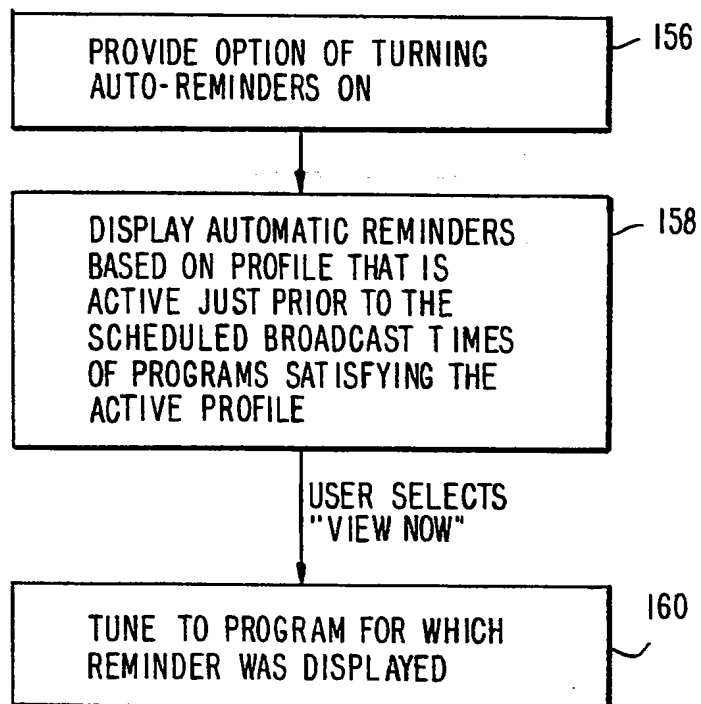 PROVIDE OPTION OF TURNING
AUTO-REMINDERS ON
156
DISPLAY AUTOMATIC REMINDERS
BASED ON PROFILE THAT IS
ACTIVE JUST PRIOR TO THE
SCHEDULED BROADCAST TIMES
OF PROGRAMS SATISFYING THE
ACTIVE PROFILE
158
USER SELECTS
"VIEW NOW"
TUNE TO PROGRAM FOR WHICH
REMINDER WAS DISPLAYED
160